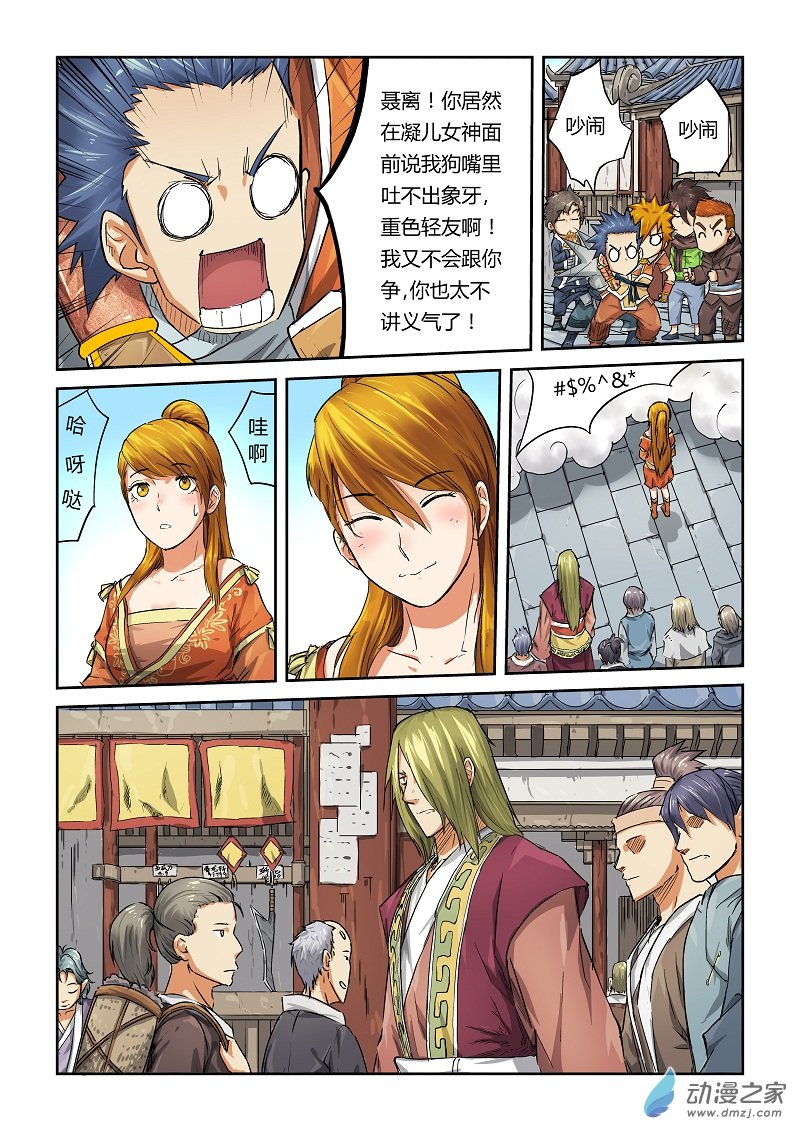 聂离！你居然
在凝儿女神面
前说我狗嘴里
吐不出象牙，
重色轻友啊！
我又不会跟你
争，你也太不
讲义气了！
吵闹
吵闹
哈呀哒
哇啊
#$%^&*
动漫之家
www.dmzj.com